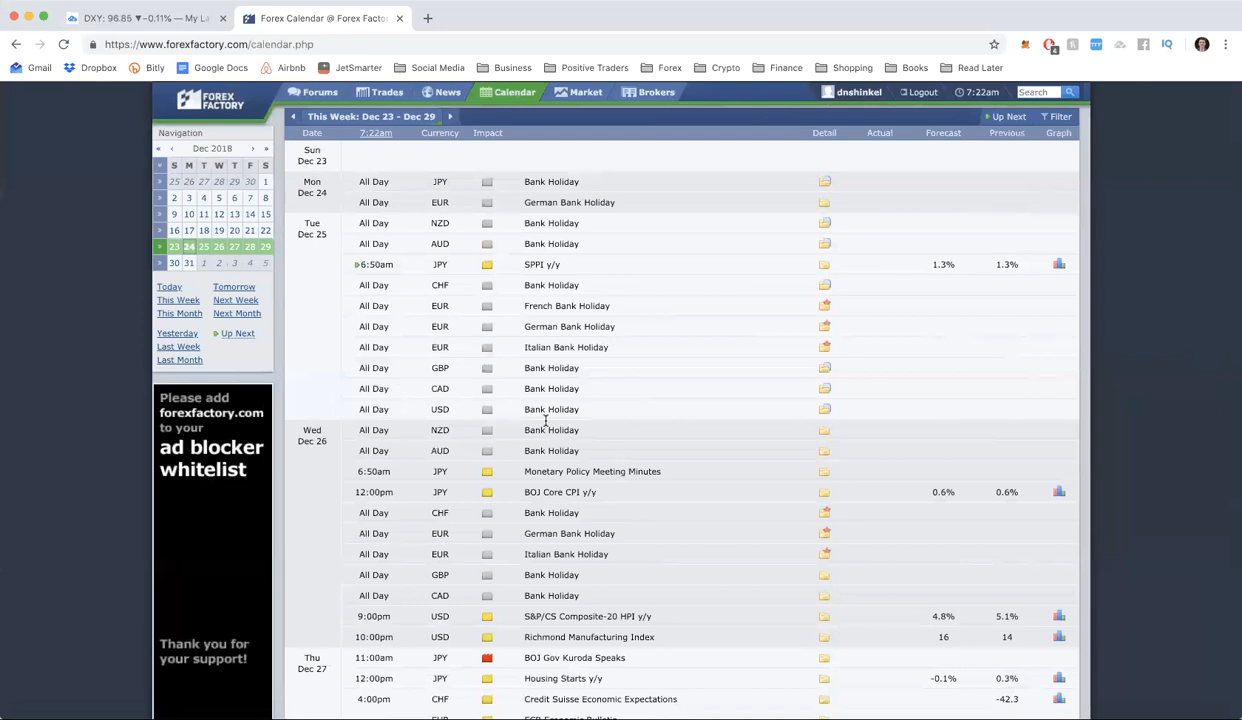 DXY: 96.85 ▼−0.11% — My La
Forex Calendar @ Forex Facto
https://www.forexfactory.com/calendar.php
4
TFT
IQ
Gmail Dropbox Bitly Google Docs Airbnb JetSmarter Social Media Business Positive Traders Forex Crypto Finance Shopping Books Read Later
FOREX FACTORY
Forums Trades News Calendar Market Brokers dnshinkel Logout 7:22am Search
This Week: Dec 23 - Dec 29 Up Next Filter
Date 7:22am Currency Impact Detail Actual Forecast Previous Graph
Navigation
« ‹ Dec 2018 › »
S M T W T F S
25 26 27 28 29 30 1
2 3 4 5 6 7 8
9 10 11 12 13 14 15
16 17 18 19 20 21 22
23 24 25 26 27 28 29
30 31 1 2 3 4 5
Today Tomorrow
This Week Next Week
This Month Next Month
Yesterday Up Next
Last Week
Last Month
Please add
forexfactory.com
to your
ad blocker
whitelist
Thank you for
your support!
Sun
Dec 23
Mon
Dec 24
All Day JPY Bank Holiday
All Day EUR German Bank Holiday
Tue
Dec 25
All Day NZD Bank Holiday
All Day AUD Bank Holiday
6:50am JPY SPPI y/y 1.3% 1.3%
All Day CHF Bank Holiday
All Day EUR French Bank Holiday
All Day EUR German Bank Holiday
All Day EUR Italian Bank Holiday
All Day GBP Bank Holiday
All Day CAD Bank Holiday
All Day USD Bank Holiday
Wed
Dec 26
All Day NZD Bank Holiday
All Day AUD Bank Holiday
6:50am JPY Monetary Policy Meeting Minutes
12:00pm JPY BOJ Core CPI y/y 0.6% 0.6%
All Day CHF Bank Holiday
All Day EUR German Bank Holiday
All Day EUR Italian Bank Holiday
All Day GBP Bank Holiday
All Day CAD Bank Holiday
9:00pm USD S&P/CS Composite-20 HPI y/y 4.8% 5.1%
10:00pm USD Richmond Manufacturing Index 16 14
Thu
Dec 27
11:00am JPY BOJ Gov Kuroda Speaks
12:00pm JPY Housing Starts y/y -0.1% 0.3%
4:00pm CHF Credit Suisse Economic Expectations -42.3
EUR ECB Economic Bulletin